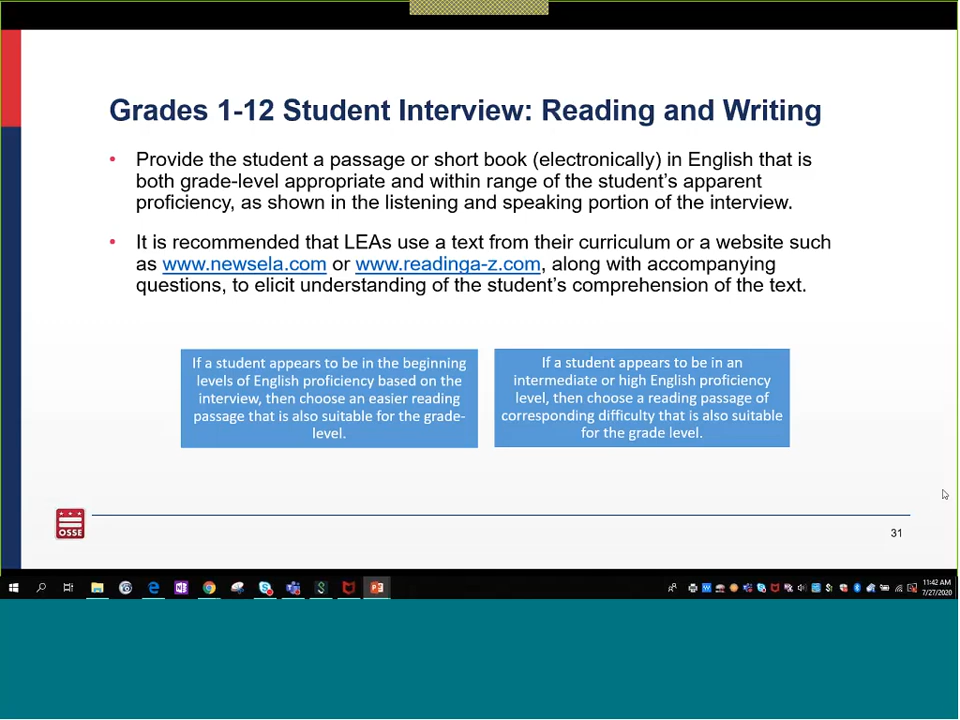 Grades 1-12 Student Interview: Reading and Writing
• Provide the student a passage or short book (electronically) in English that is
both grade-level appropriate and within range of the student’s apparent
proficiency, as shown in the listening and speaking portion of the interview.
• It is recommended that LEAs use a text from their curriculum or a website such
as www.newsela.com or www.readinga-z.com, along with accompanying
questions, to elicit understanding of the student’s comprehension of the text.
If a student appears to be in the beginning
levels of English proficiency based on the
interview, then choose an easier reading
passage that is also suitable for the grade-
level.
If a student appears to be in an
intermediate or high English proficiency
level, then choose a reading passage of
corresponding difficulty that is also suitable
for the grade level.
OSSE
31
11:42 AM
7/27/2020